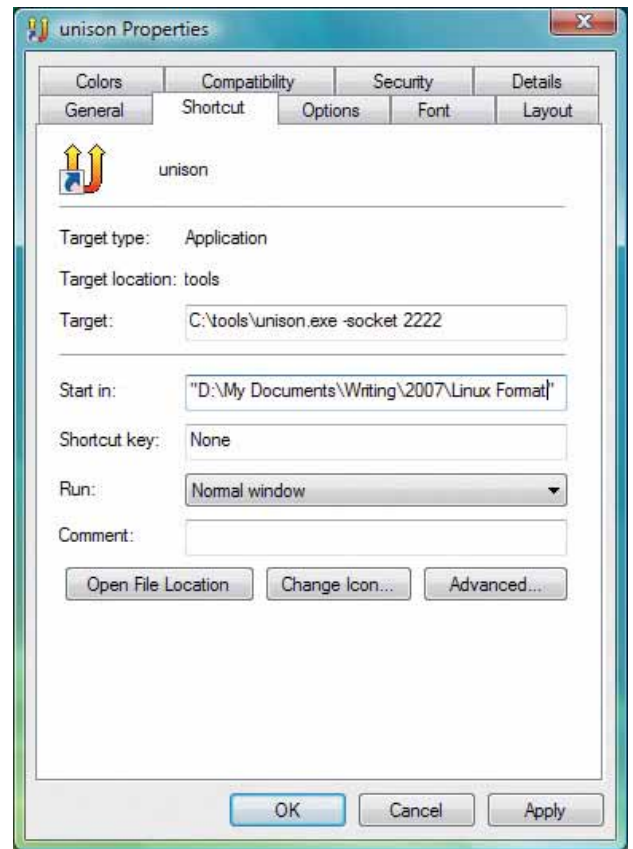 unison Properties
Colors Compatibility Security Details
General Shortcut Options Font Layout
unison
Target type: Application
Target location: tools
Target: C:\tools\unison.exe -socket 2222
Start in: "D:\My Documents\Writing\2007\Linux Format"
Shortcut key: None
Run: Normal window
Comment:
Open File Location Change Icon... Advanced...
OK Cancel Apply